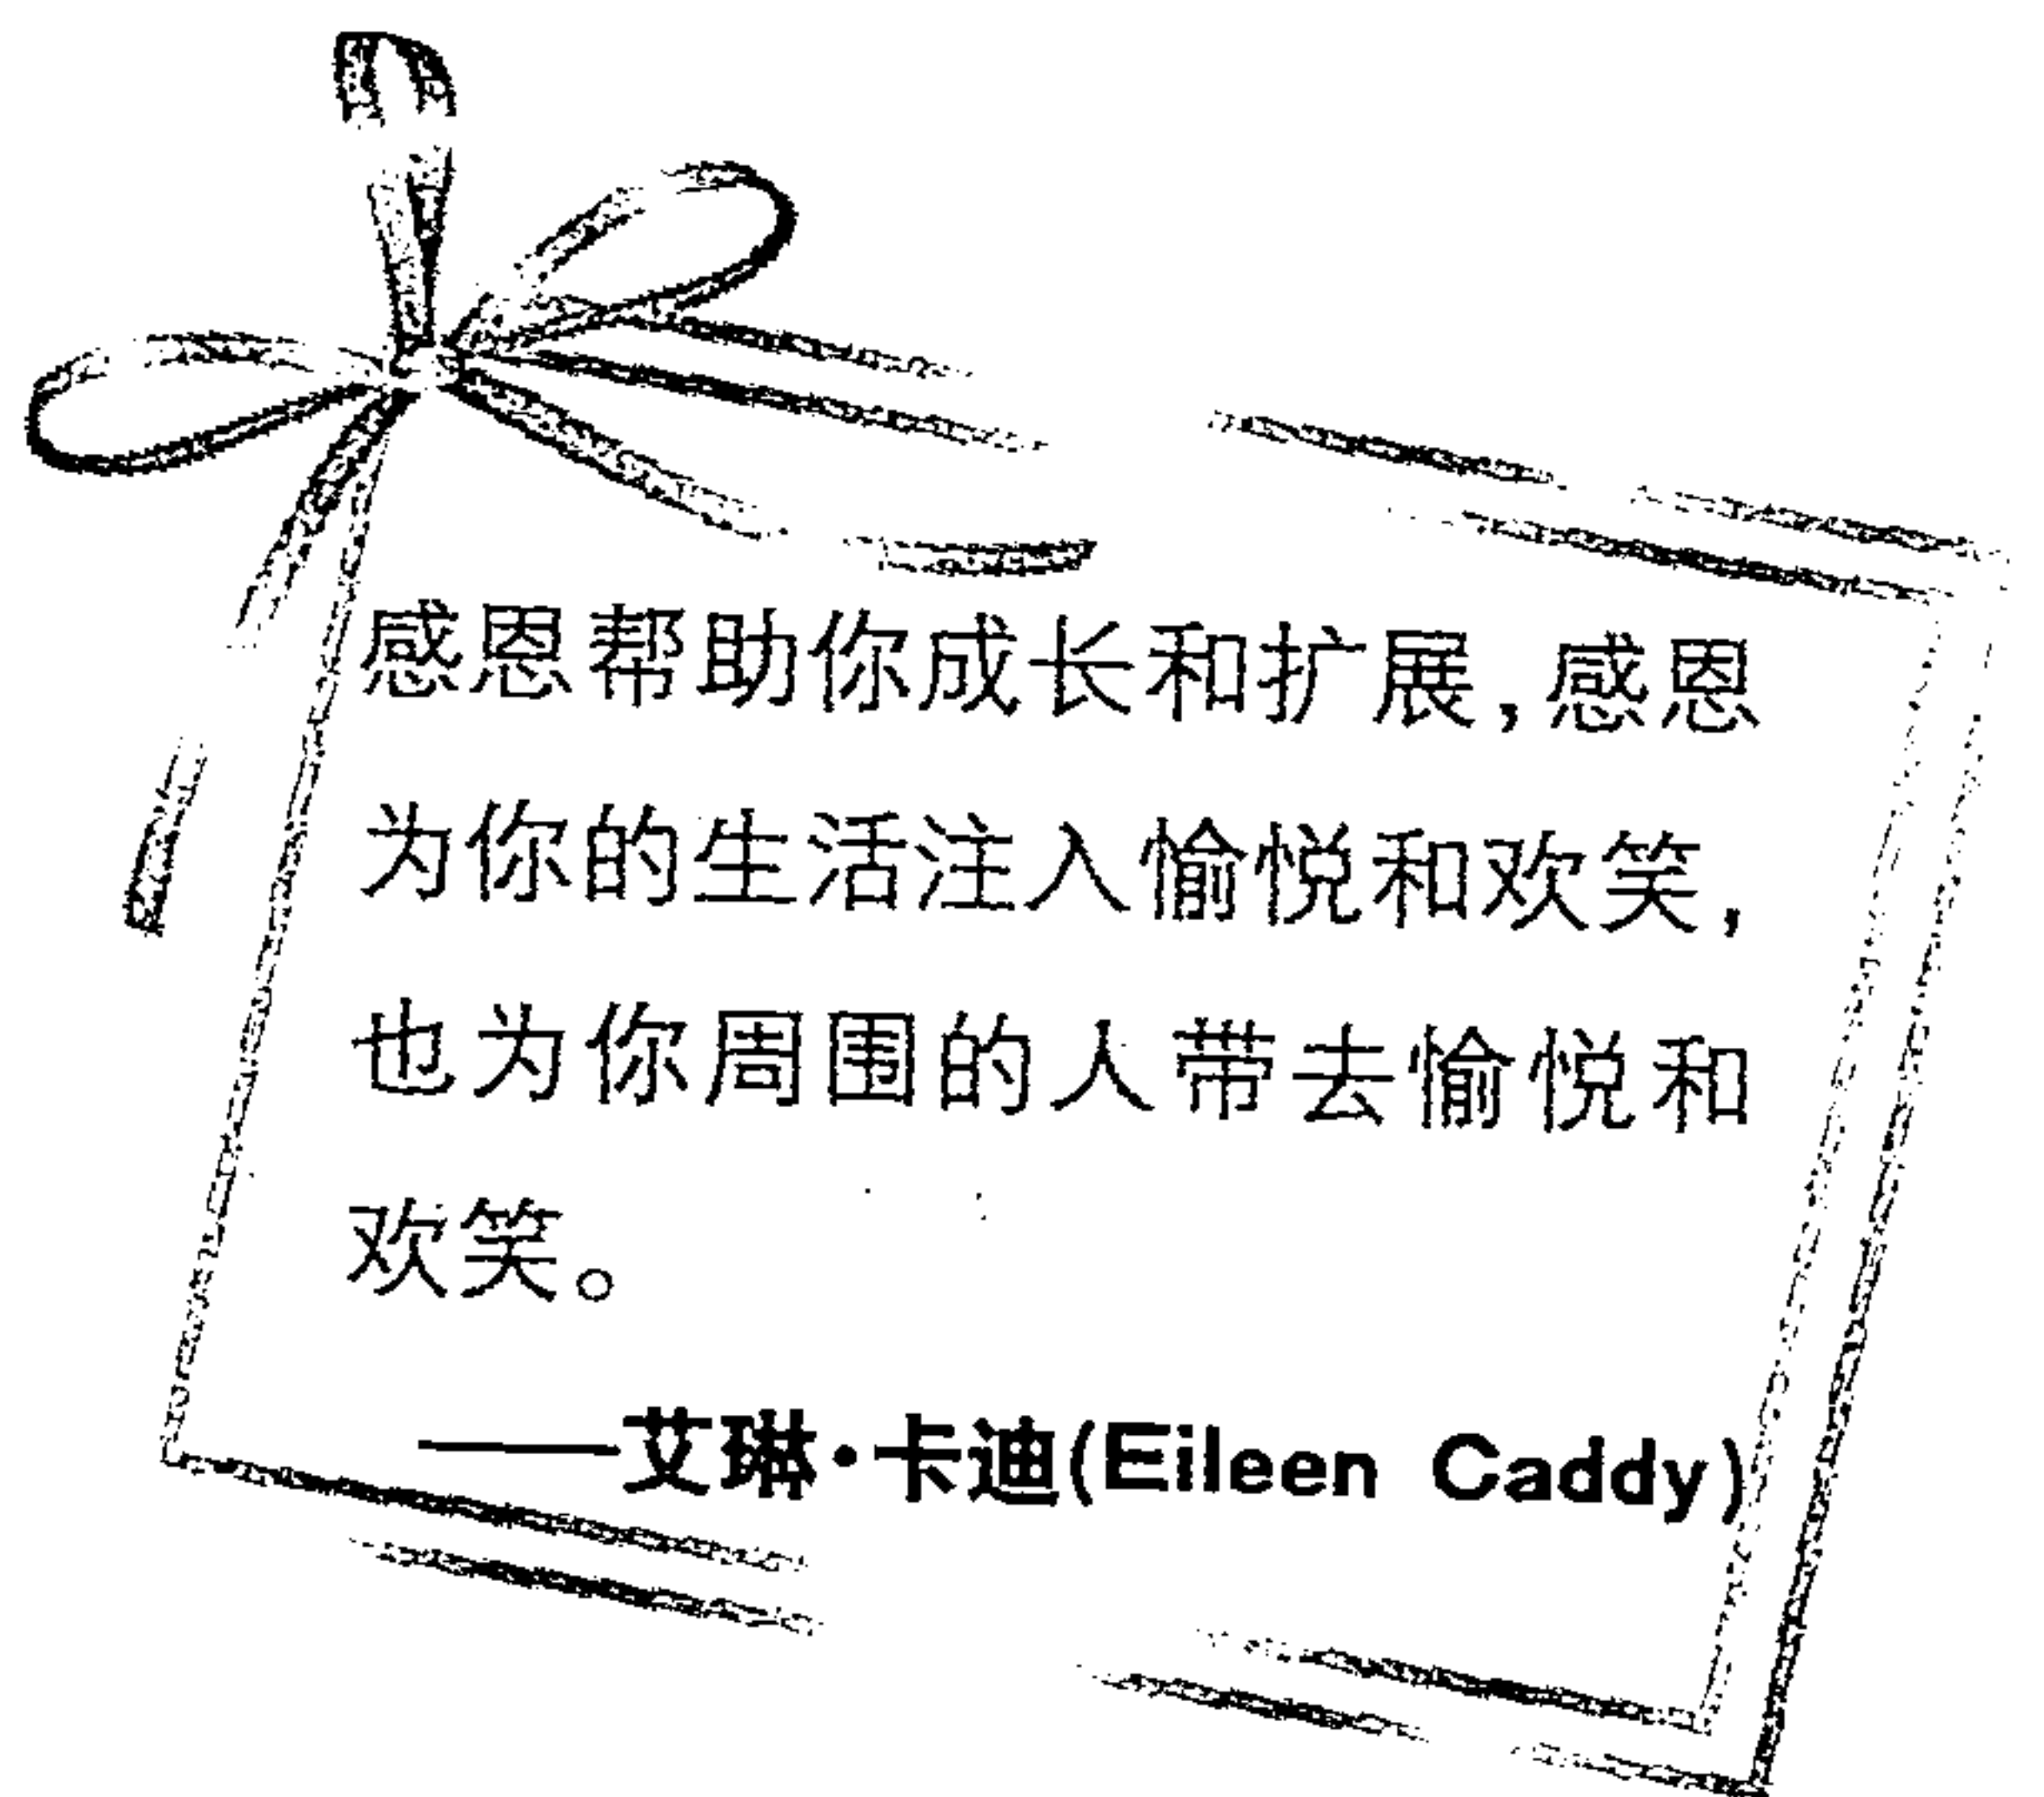 感恩帮助你成长和扩展，感恩
为你的生活注入愉悦和欢笑，
也为你周围的人带去愉悦和
欢笑。
——艾琳·卡迪(Eileen Caddy)